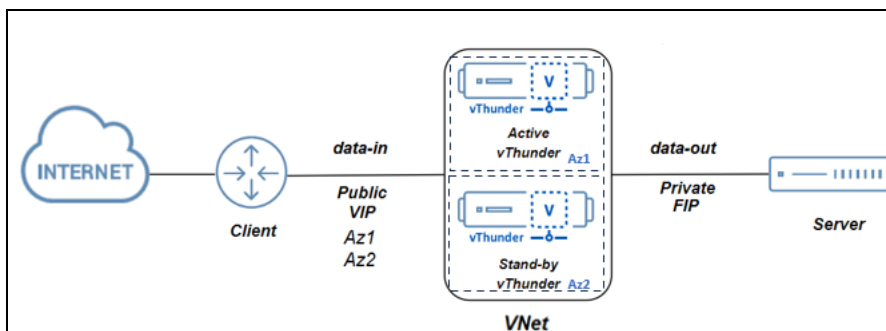 INTERNET
Client
data-in
Public
VIP
Az1
Az2
V
vThunder
Active
vThunder Az1
V
vThunder
Stand-by
vThunder Az2
VNet
data-out
Private
FIP
Server